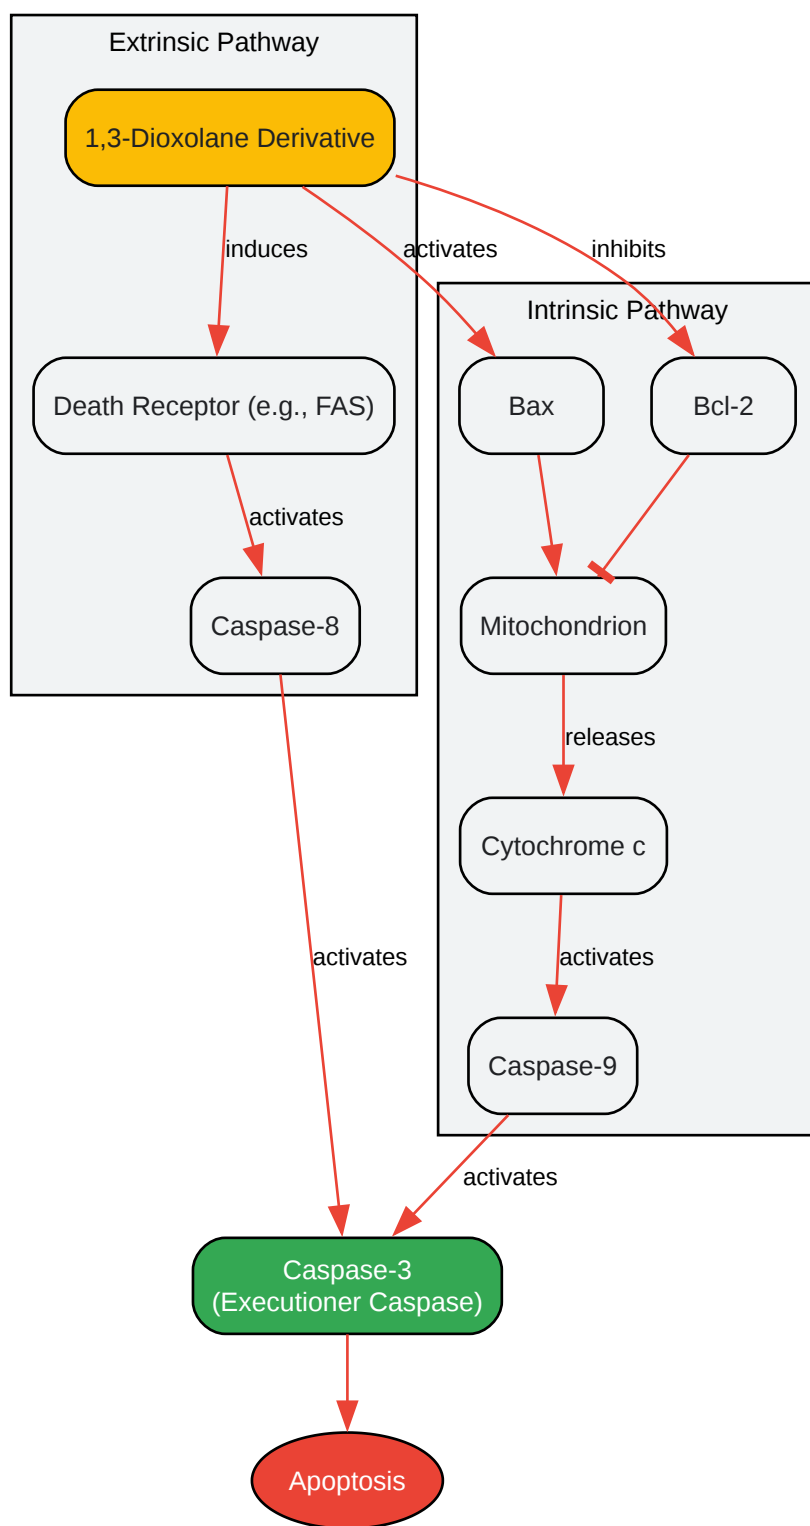 Extrinsic Pathway
1,3-Dioxolane Derivative
induces
activates
inhibits
Intrinsic Pathway
Death Receptor (e.g., FAS)
Bax
Bcl-2
activates
Caspase-8
Mitochondrion
releases
Cytochrome c
activates
activates
Caspase-9
activates
Caspase-3
(Executioner Caspase)
Apoptosis